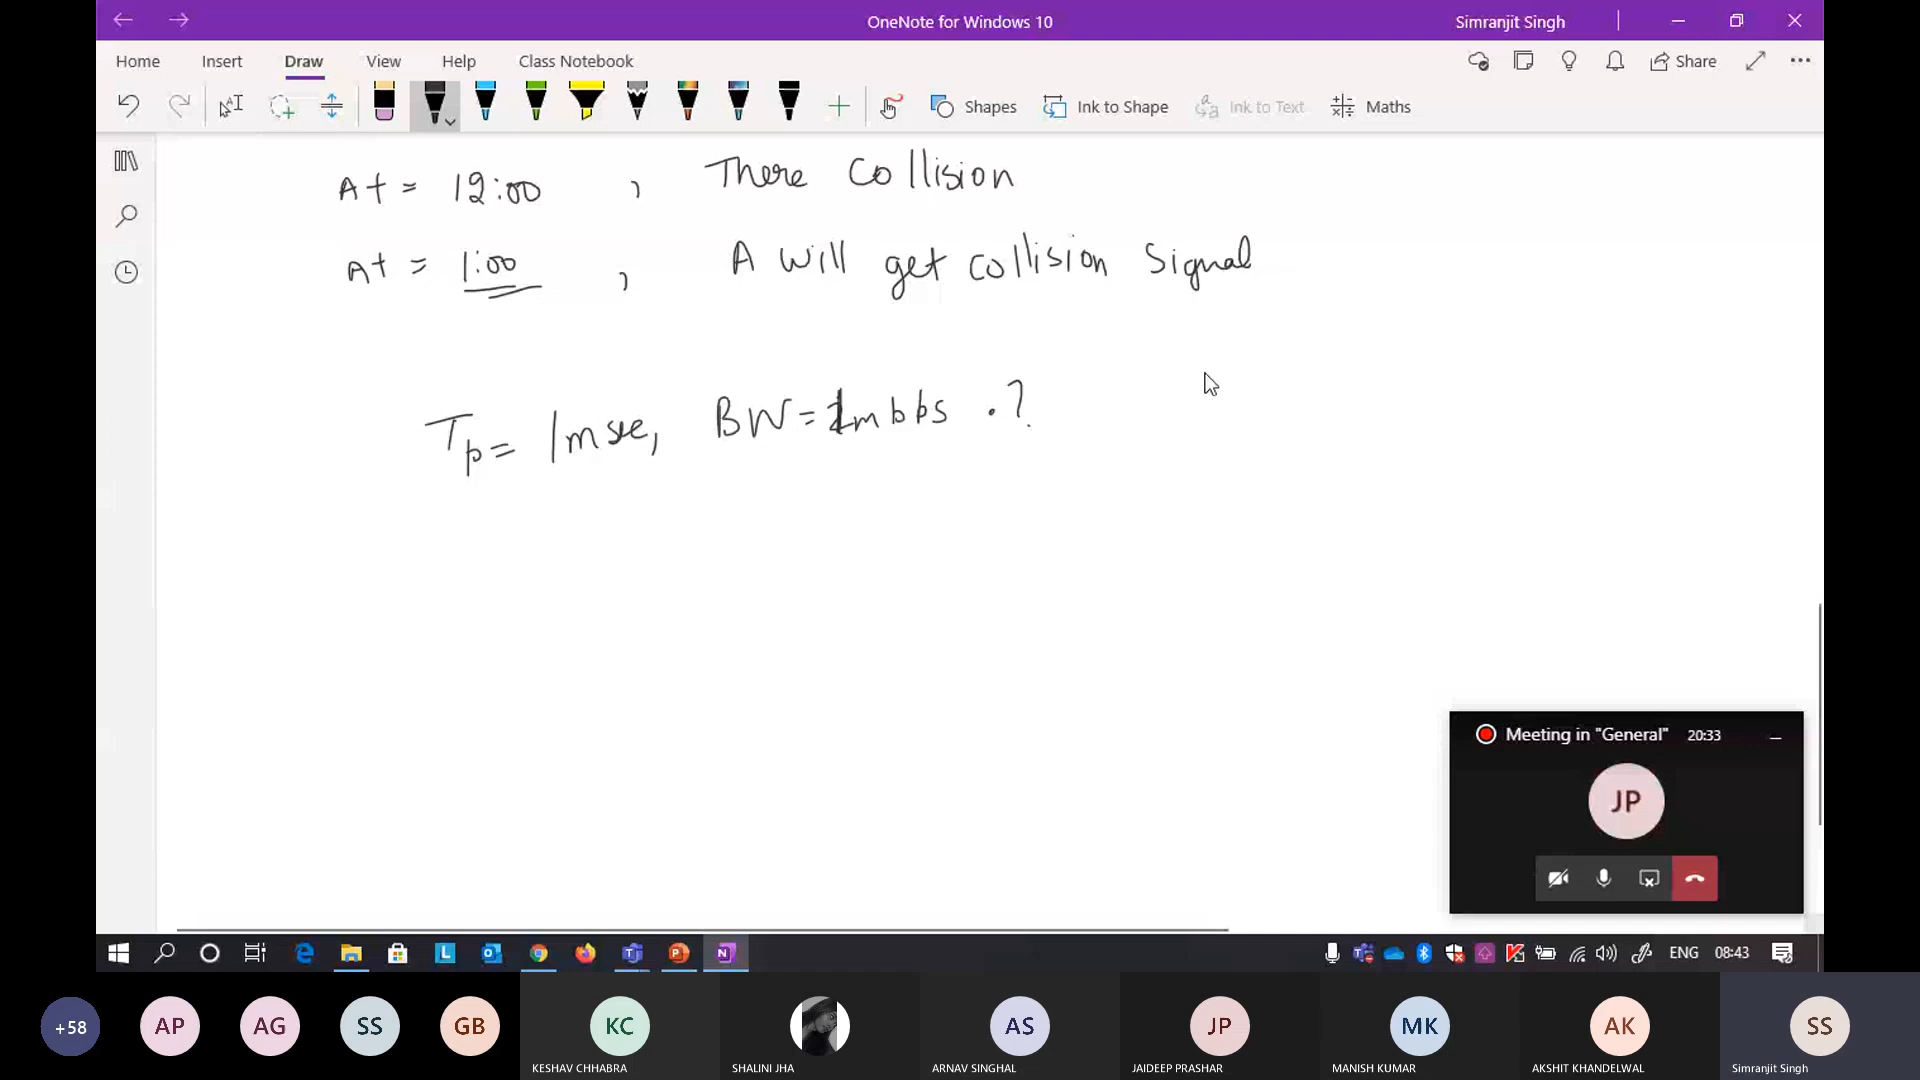 OneNote for Windows 10
Simranjit Singh
Home Insert Draw View Help Class Notebook
Share
Shapes Ink to Shape Ink to Text Maths
At = 12:00 , There Collision
At = 1:00 , A will get collision Signal
Tp = 1msec, BW = 1mbbs .?
Meeting in "General" 20:33
JP
ENG 08:43
+58 AP AG SS GB KC AS JP MK AK SS
KESHAV CHHABRA SHALINI JHA ARNAV SINGHAL JAIDEEP PRASHAR MANISH KUMAR AKSHIT KHANDELWAL Simranjit Singh